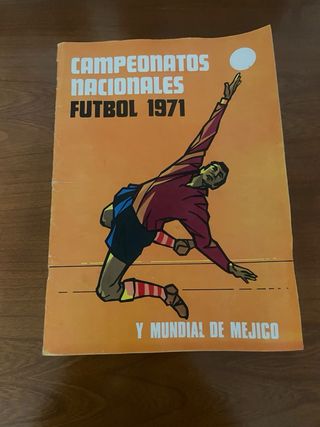 CAMPEONATOS
NACIONALES
FUTBOL 1971
Y MUNDIAL DE MEJICO